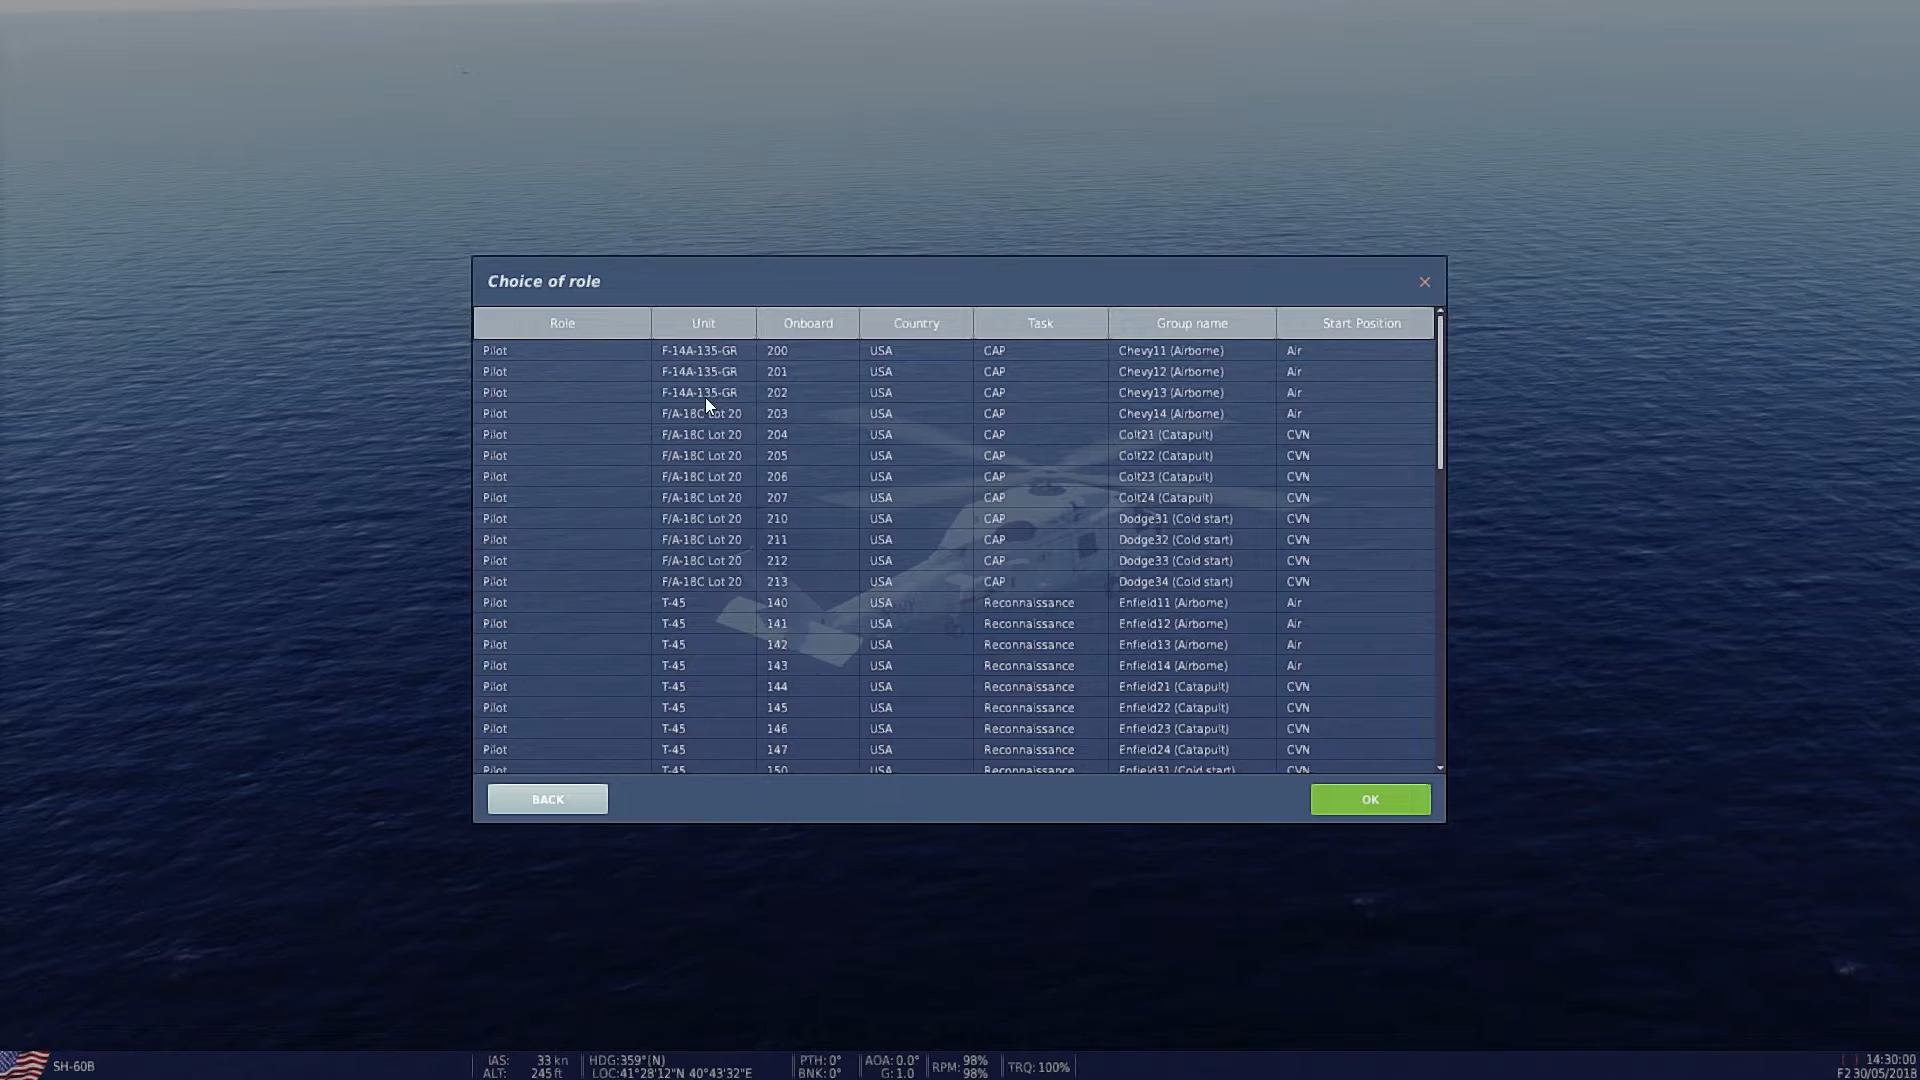 Choice of role
Role Unit Onboard Country Task Group name Start Position
Pilot F-14A-135-GR 200 USA CAP Chevy11 (Airborne) Air
Pilot F-14A-135-GR 201 USA CAP Chevy12 (Airborne) Air
Pilot F-14A-135-GR 202 USA CAP Chevy13 (Airborne) Air
Pilot F/A-18C Lot 20 203 USA CAP Chevy14 (Airborne) Air
Pilot F/A-18C Lot 20 204 USA CAP Colt21 (Catapult) CVN
Pilot F/A-18C Lot 20 205 USA CAP Colt22 (Catapult) CVN
Pilot F/A-18C Lot 20 206 USA CAP Colt23 (Catapult) CVN
Pilot F/A-18C Lot 20 207 USA CAP Colt24 (Catapult) CVN
Pilot F/A-18C Lot 20 210 USA CAP Dodge31 (Cold start) CVN
Pilot F/A-18C Lot 20 211 USA CAP Dodge32 (Cold start) CVN
Pilot F/A-18C Lot 20 212 USA CAP Dodge33 (Cold start) CVN
Pilot F/A-18C Lot 20 213 USA CAP Dodge34 (Cold start) CVN
Pilot T-45 140 USA Reconnaissance Enfield11 (Airborne) Air
Pilot T-45 141 USA Reconnaissance Enfield12 (Airborne) Air
Pilot T-45 142 USA Reconnaissance Enfield13 (Airborne) Air
Pilot T-45 143 USA Reconnaissance Enfield14 (Airborne) Air
Pilot T-45 144 USA Reconnaissance Enfield21 (Catapult) CVN
Pilot T-45 145 USA Reconnaissance Enfield22 (Catapult) CVN
Pilot T-45 146 USA Reconnaissance Enfield23 (Catapult) CVN
Pilot T-45 147 USA Reconnaissance Enfield24 (Catapult) CVN
Pilot T-45 150 USA Reconnaissance Enfield31 (Cold start) CVN
BACK OK
SH-60B
IAS: 33 kn HDG:359°(N) PTH: 0° AOA: 0.0° RPM: 98% TRQ: 100% 14:30:00
ALT: 245 ft LOC:41°28'12"N 40°43'32"E BNK: 0° G: 1.0 98% F2 30/05/2018